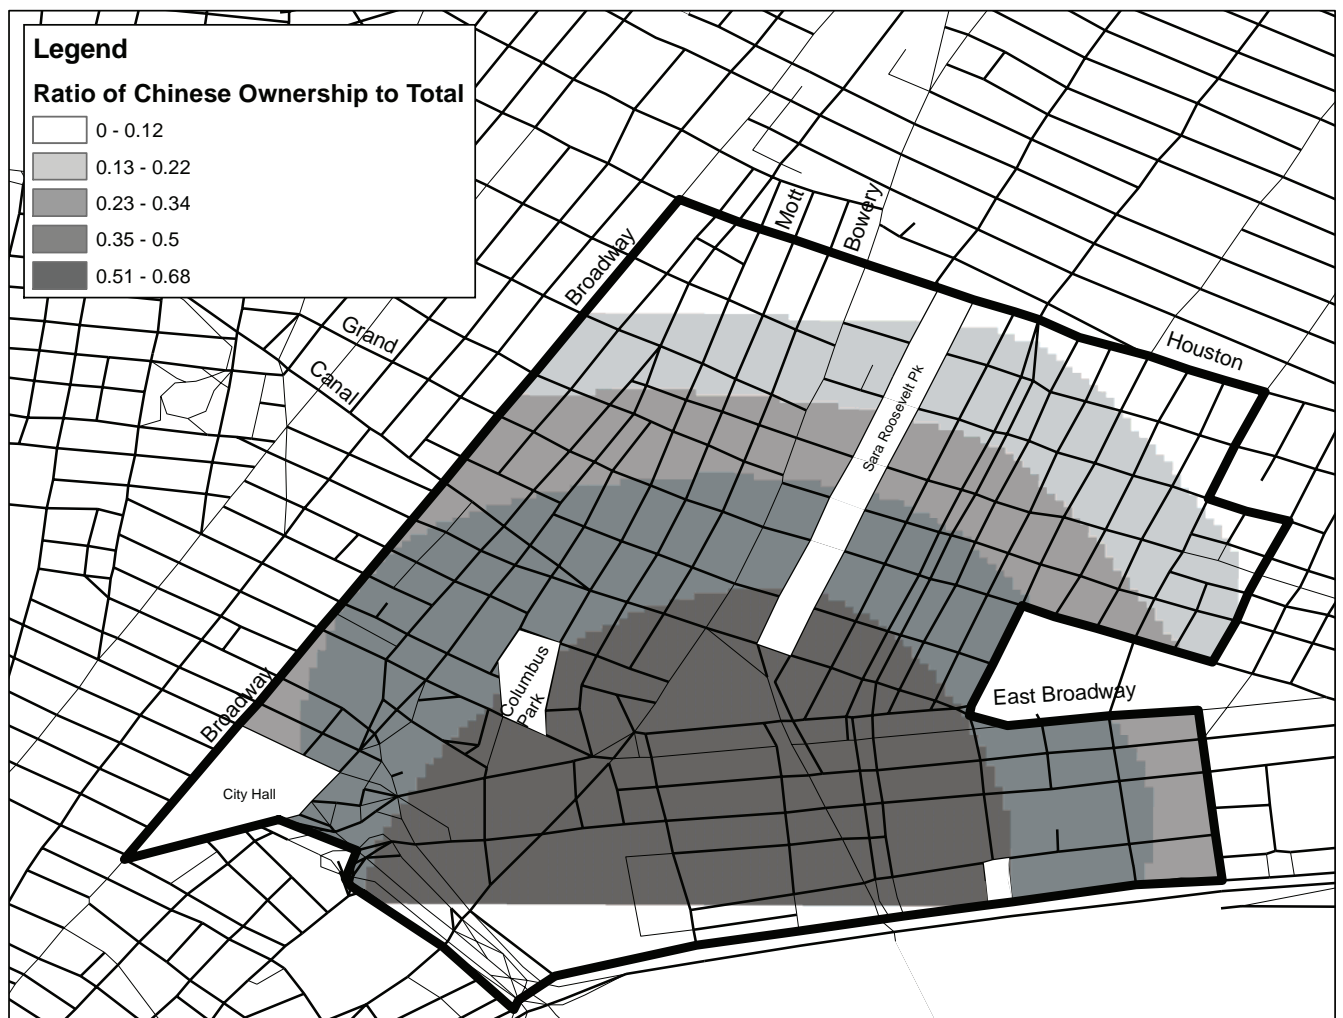 Legend
Ratio of Chinese Ownership to Total
0 - 0.12
0.13 - 0.22
0.23 - 0.34
0.35 - 0.5
0.51 - 0.68
Mott
Bowery
Broadway
Grand
Canal
Houston
Sara Roosevelt Pk
Columbus
Park
East Broadway
Broadway
City Hall